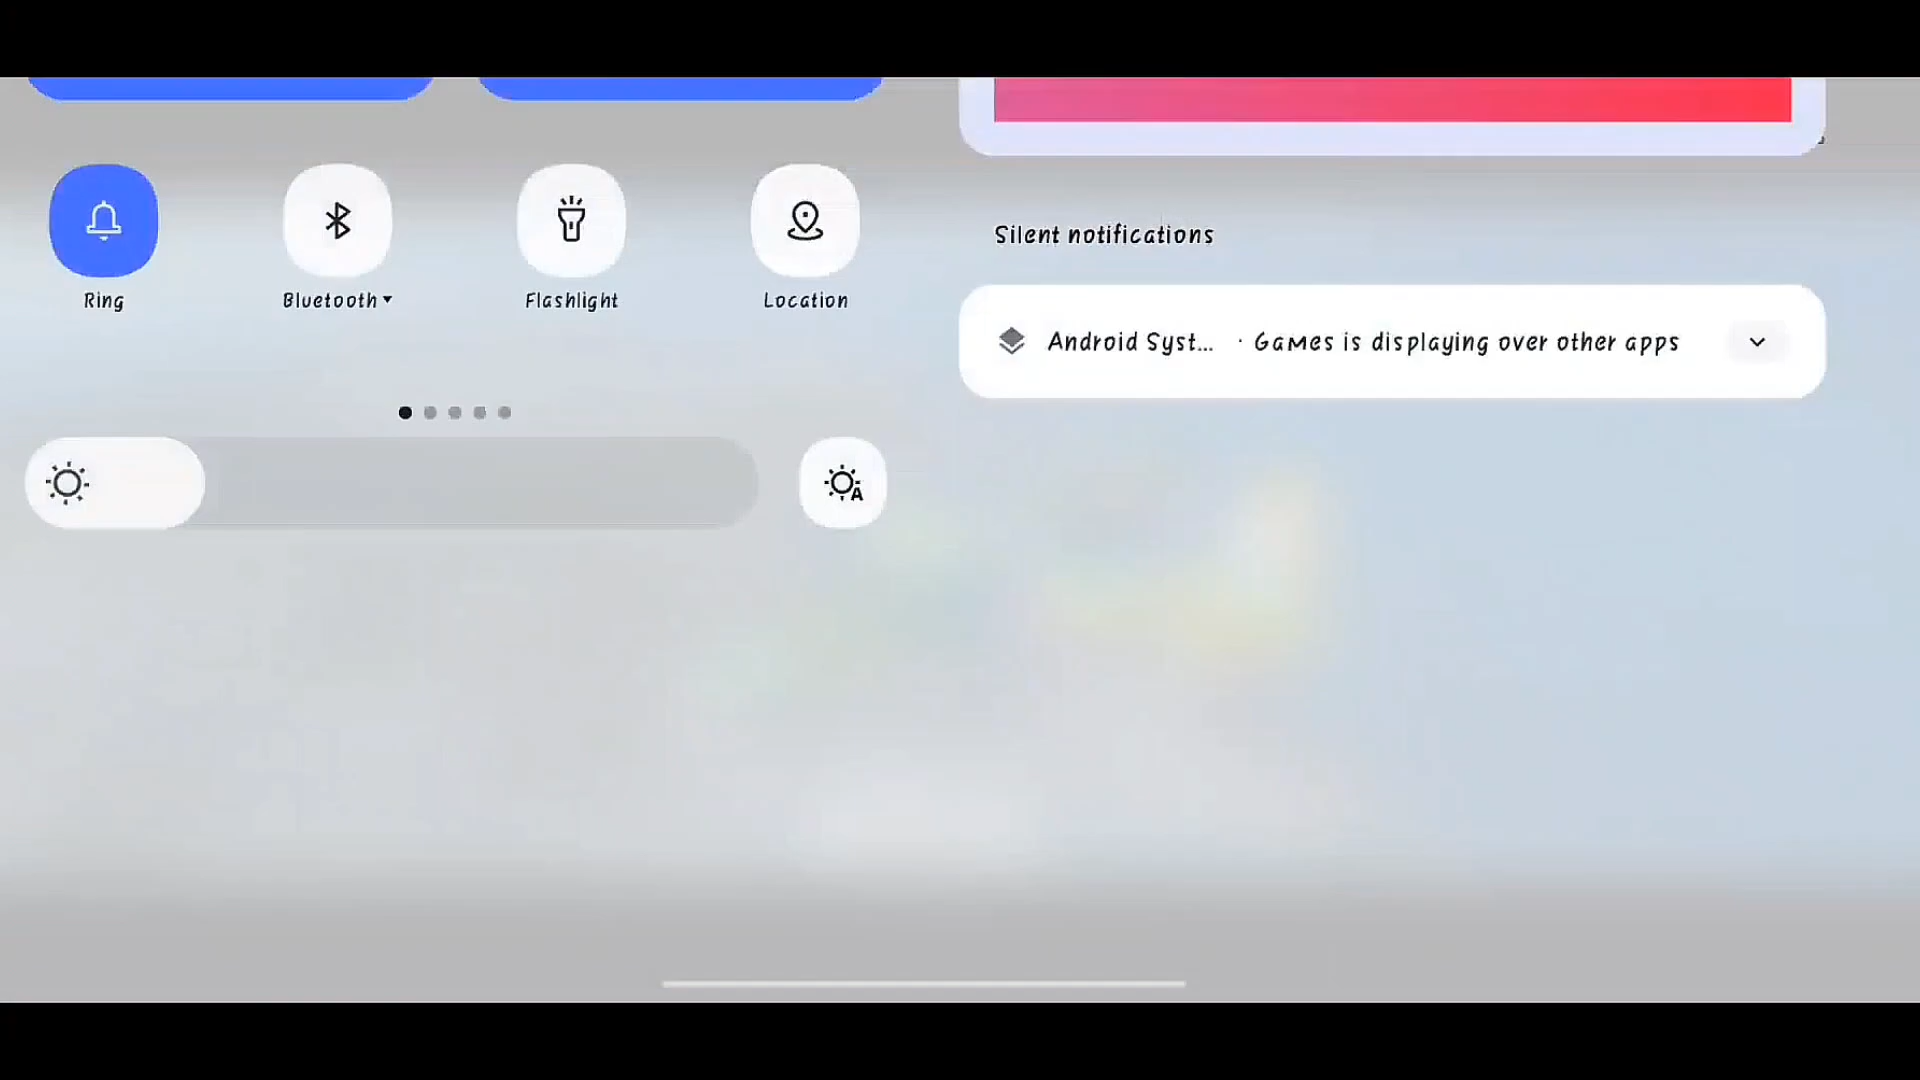 Ring
Bluetooth
Flashlight
Location
A
Silent notifications
Android Syst... · Games is displaying over other apps